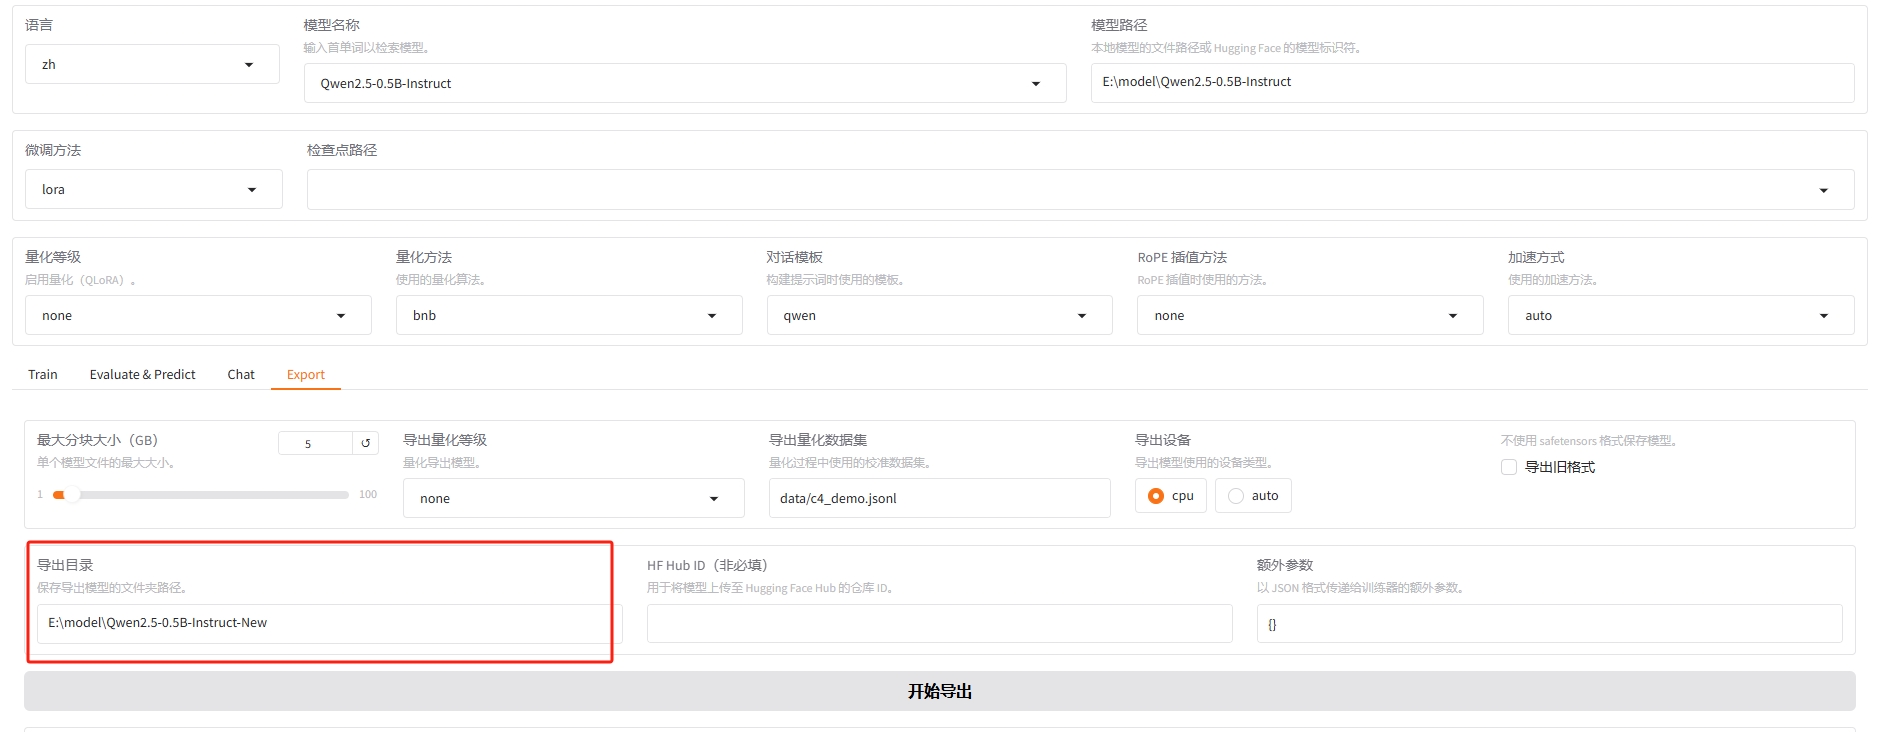 语言
zh
模型名称
输入首单词以检索模型。
Qwen2.5-0.5B-Instruct
模型路径
本地模型的文件路径或 Hugging Face 的模型标识符。
E:\model\Qwen2.5-0.5B-Instruct
微调方法
lora
检查点路径
量化等级
启用量化（QLoRA）。
none
量化方法
使用的量化算法。
bnb
对话模板
构建提示词时使用的模板。
qwen
RoPE 插值方法
RoPE 插值时使用的方法。
none
加速方式
使用的加速方法。
auto
Train
Evaluate & Predict
Chat
Export
最大分块大小（GB）
单个模型文件的最大大小。
5
↺
1
100
导出量化等级
量化导出模型。
none
导出量化数据集
量化过程中使用的校准数据集。
data/c4_demo.jsonl
导出设备
导出模型使用的设备类型。
cpu
auto
不使用 safetensors 格式保存模型。
导出旧格式
导出目录
保存导出模型的文件夹路径。
E:\model\Qwen2.5-0.5B-Instruct-New
HF Hub ID（非必填）
用于将模型上传至 Hugging Face Hub 的仓库 ID。
额外参数
以 JSON 格式传递给训练器的额外参数。
{}
开始导出